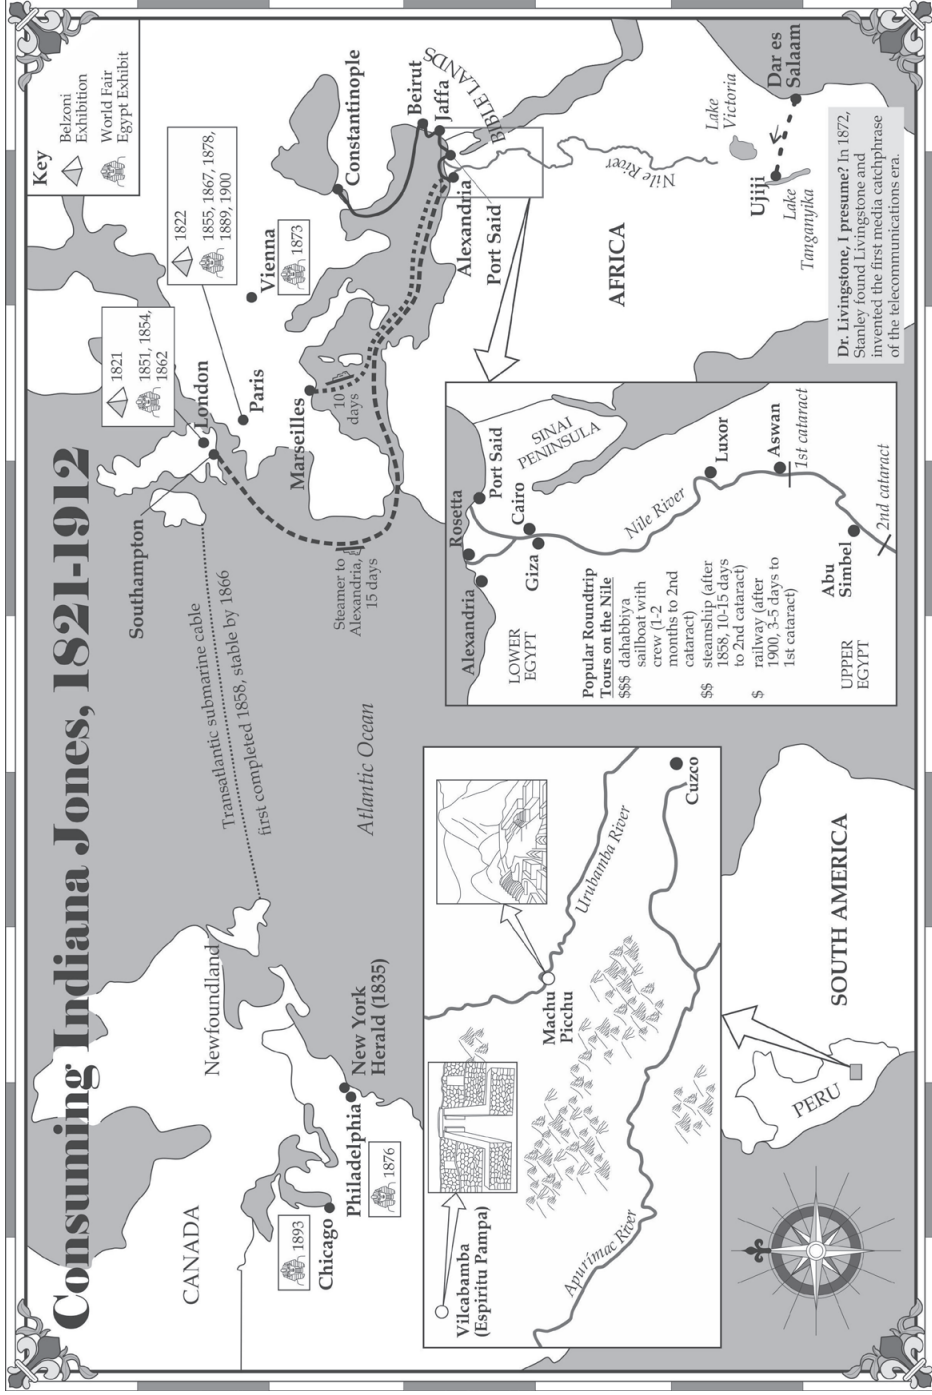 Consuming Indiana Jones, 1821-1912
Key
Belzoni
Exhibition
World Fair
Egypt Exhibit
CANADA
Newfoundland
Transatlantic submarine cable
first completed 1858, stable by 1866
Southampton
London
1821
1851, 1854,
1862
1822
1855, 1867, 1878,
1889, 1900
Paris
Vienna
1873
Constantinople
Beirut
Jaffa
BIBLE LANDS
Alexandria
Port Said
Marseilles
10
days
Steamer to
Alexandria,
15 days
Atlantic Ocean
New York
Herald (1835)
Philadelphia
1876
Chicago
1893
AFRICA
Nile River
Lake
Victoria
Dar es
Salaam
Ujiji
Lake
Tanganyika
Dr. Livingstone, I presume? In 1872,
Stanley found Livingstone and
invented the first media catchphrase
of the telecommunications era.
Alexandria
Rosetta
Port Said
Cairo
Giza
SINAI
PENINSULA
LOWER
EGYPT
Nile River
Luxor
Aswan
1st cataract
Abu
Simbel
2nd cataract
UPPER
EGYPT
Popular Roundtrip
Tours on the Nile
$$$ dahabbiya
sailboat with
crew (1-2
months to 2nd
cataract)
$$ steamship (after
1858, 10-15 days
to 2nd cataract)
$ railway (after
1900, 3-5 days to
1st cataract)
Vilcabamba
(Espiritu Pampa)
Machu
Picchu
Urubamba River
Cuzco
Apurímac River
PERU
SOUTH AMERICA